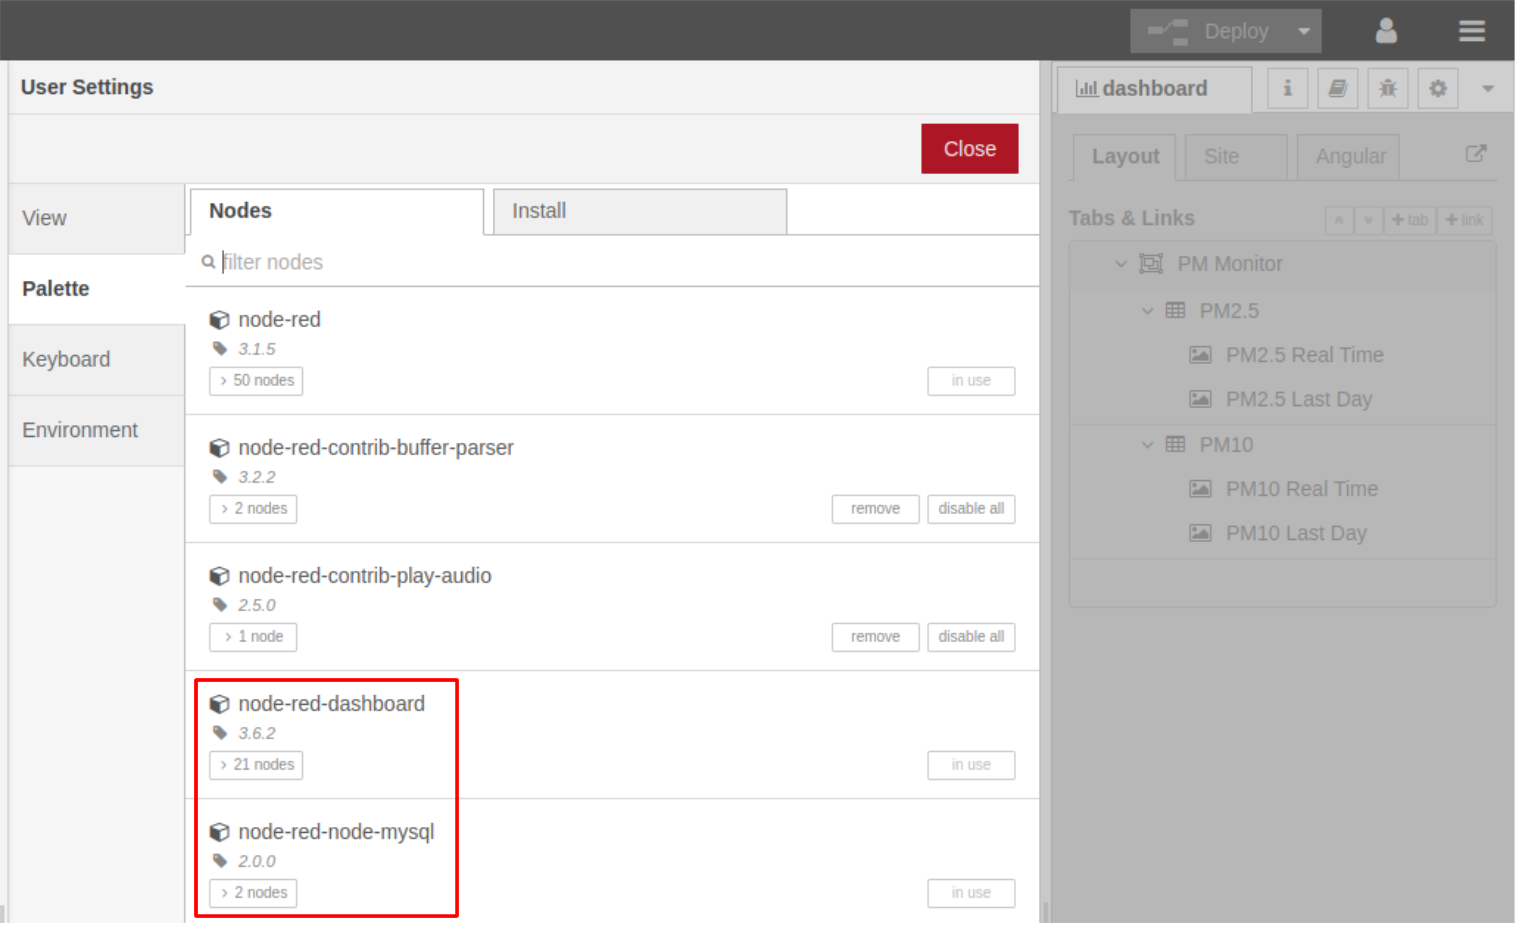 Deploy
User Settings
Close
View
Palette
Keyboard
Environment
Nodes
Install
filter nodes
node-red
3.1.5
50 nodes
in use
node-red-contrib-buffer-parser
3.2.2
2 nodes
remove
disable all
node-red-contrib-play-audio
2.5.0
1 node
remove
disable all
node-red-dashboard
3.6.2
21 nodes
in use
node-red-node-mysql
2.0.0
2 nodes
in use
dashboard
Layout
Site
Angular
Tabs & Links
tab
link
PM Monitor
PM2.5
PM2.5 Real Time
PM2.5 Last Day
PM10
PM10 Real Time
PM10 Last Day